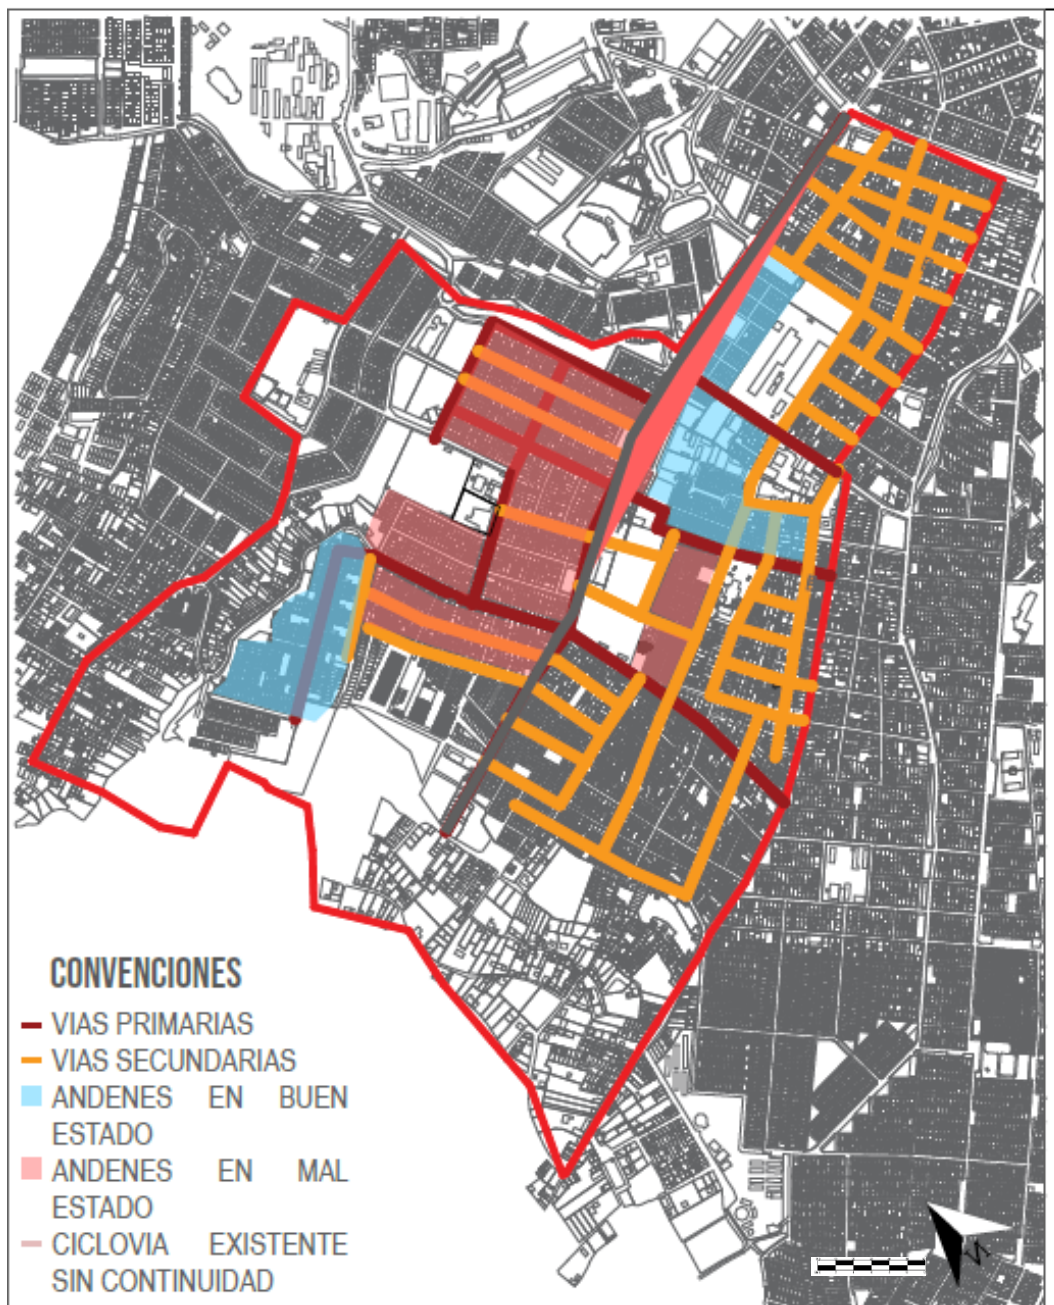 CONVENCIONES
VIAS PRIMARIAS
VIAS SECUNDARIAS
ANDENES EN BUEN
ESTADO
ANDENES EN MAL
ESTADO
CICLOVIA EXISTENTE
SIN CONTINUIDAD
N